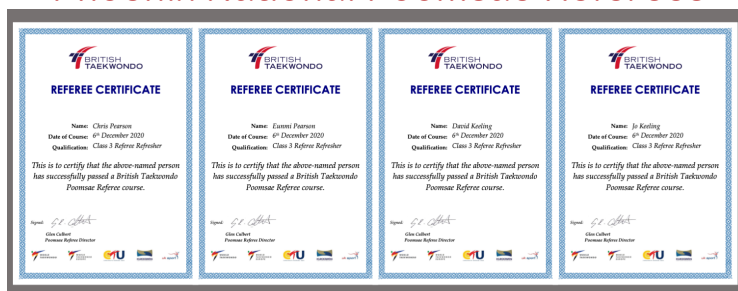 BRITISH
TAEKWONDO
REFEREE CERTIFICATE
Name: Chris Pearson
Date of Course: 6th December 2020
Qualification: Class 3 Referee Refresher
This is to certify that the above-named person
has successfully passed a British Taekwondo
Poomsae Referee course.
Signed:
Glen Culbert
Poomsae Referee Director
BRITISH
TAEKWONDO
REFEREE CERTIFICATE
Name: Eunmi Pearson
Date of Course: 6th December 2020
Qualification: Class 3 Referee Refresher
This is to certify that the above-named person
has successfully passed a British Taekwondo
Poomsae Referee course.
Signed:
Glen Culbert
Poomsae Referee Director
BRITISH
TAEKWONDO
REFEREE CERTIFICATE
Name: David Keeling
Date of Course: 6th December 2020
Qualification: Class 3 Referee Refresher
This is to certify that the above-named person
has successfully passed a British Taekwondo
Poomsae Referee course.
Signed:
Glen Culbert
Poomsae Referee Director
BRITISH
TAEKWONDO
REFEREE CERTIFICATE
Name: Jo Keeling
Date of Course: 6th December 2020
Qualification: Class 3 Referee Refresher
This is to certify that the above-named person
has successfully passed a British Taekwondo
Poomsae Referee course.
Signed:
Glen Culbert
Poomsae Referee Director